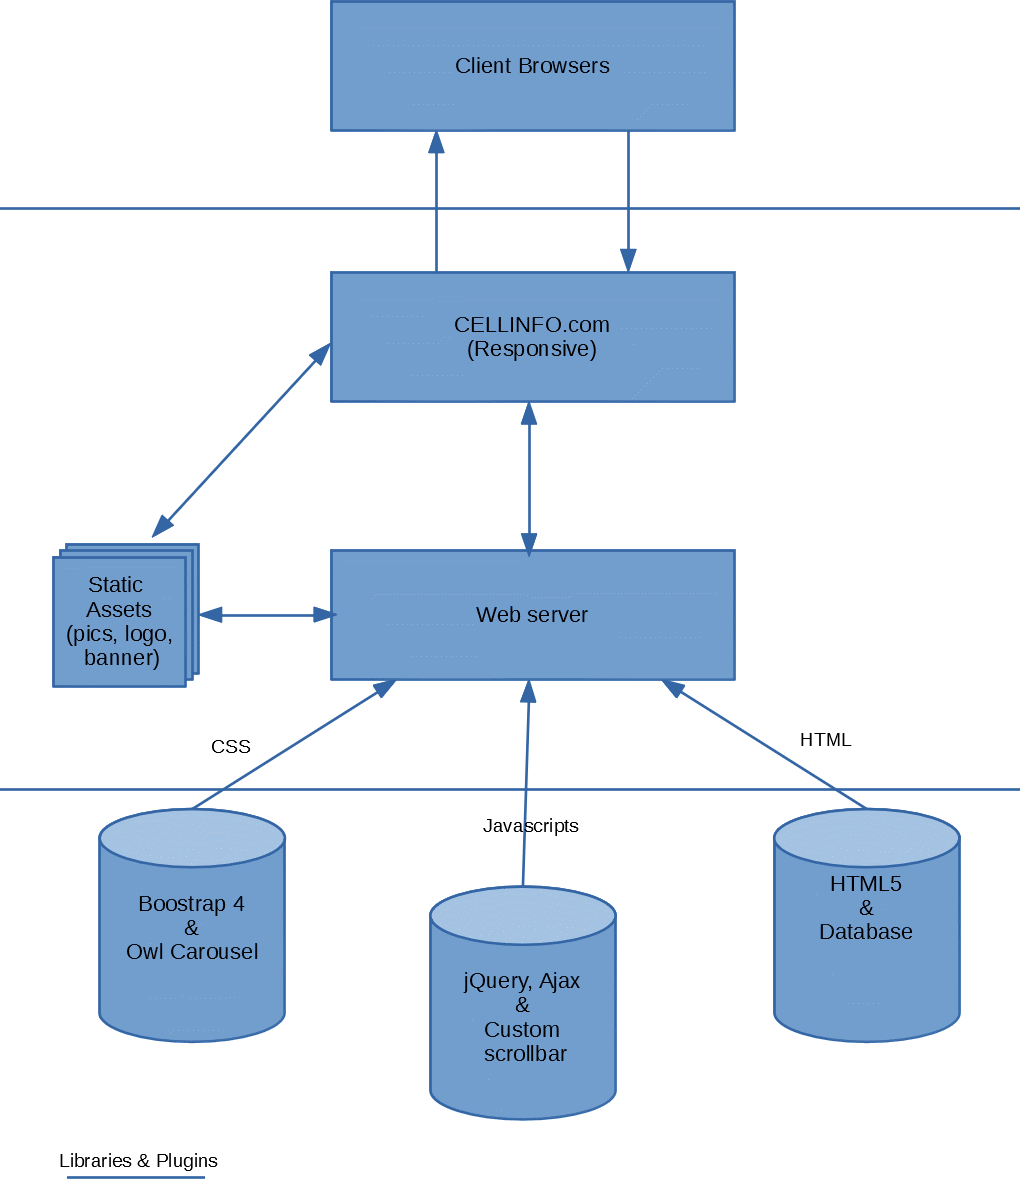 Client Browsers
CELLINFO.com
(Responsive)
Static
Assets
(pics, logo,
banner)
Web server
CSS
HTML
Javascripts
Boostrap 4
&
Owl Carousel
HTML5
&
Database
jQuery, Ajax
&
Custom
scrollbar
Libraries & Plugins